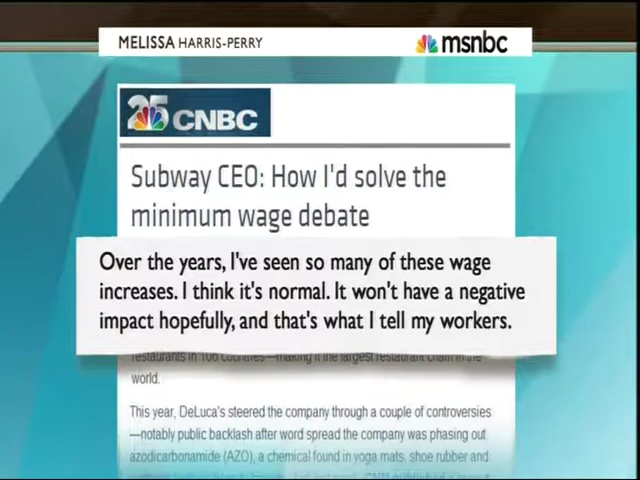 MELISSA HARRIS-PERRY
msnbc
25 CNBC
Subway CEO: How I'd solve the
minimum wage debate
Over the years, I've seen so many of these wage
increases. I think it's normal. It won't have a negative
impact hopefully, and that's what I tell my workers.
restaurants in 106 countries—making it the largest restaurant chain in the
world.
This year, DeLuca's steered the company through a couple of controversies
—notably public backlash after word spread the company was phasing out
azodicarbonamide (AZO), a chemical found in yoga mats, shoe rubber and